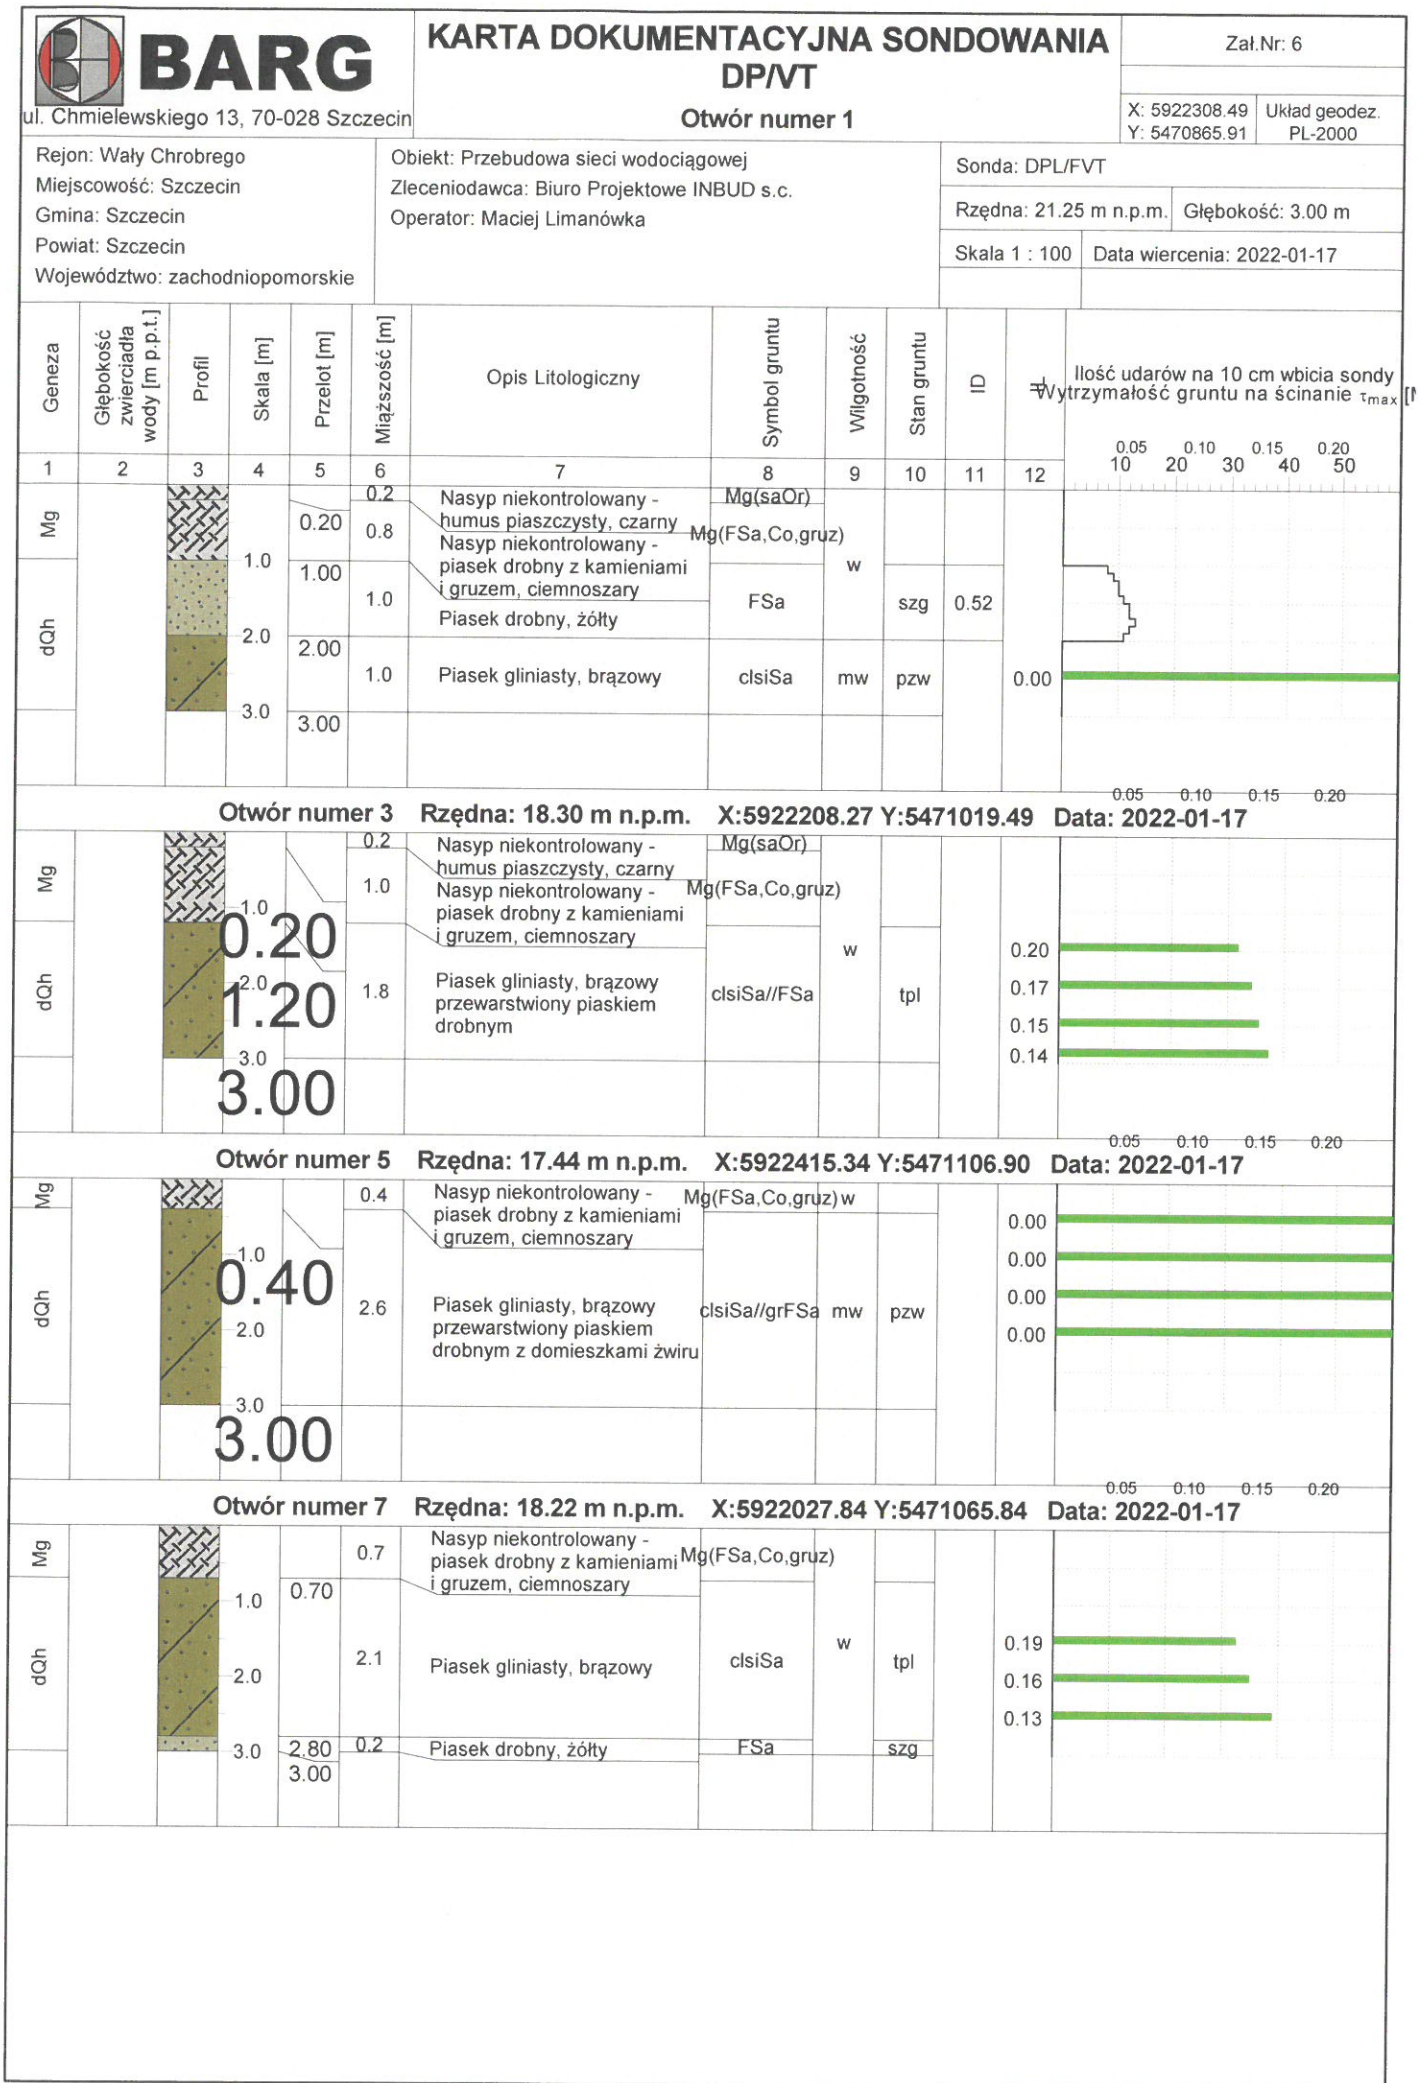 BARG
ul. Chmielewskiego 13, 70-028 Szczecin
KARTA DOKUMENTACYJNA SONDOWANIA
DP/VT
Otwór numer 1
Zał.Nr: 6
X: 5922308.49
Y: 5470865.91
Układ geodez.
PL-2000
Rejon: Wały Chrobrego
Miejscowość: Szczecin
Gmina: Szczecin
Powiat: Szczecin
Województwo: zachodniopomorskie
Obiekt: Przebudowa sieci wodociągowej
Zleceniodawca: Biuro Projektowe INBUD s.c.
Operator: Maciej Limanówka
Sonda: DPL/FVT
Rzędna: 21.25 m n.p.m.
Głębokość: 3.00 m
Skala 1 : 100
Data wiercenia: 2022-01-17
Geneza
Głębokość
zwierciadła
wody [m p.p.t.]
Profil
Skala [m]
Przelot [m]
Miąższość [m]
Opis Litologiczny
Symbol gruntu
Wilgotność
Stan gruntu
ID
Ilość udarów na 10 cm wbicia sondy
Wytrzymałość gruntu na ścinanie τmax
0.05 0.10 0.15 0.20
10 20 30 40 50
1 2 3 4 5 6 7 8 9 10 11 12
Mg
dQh
1.0
2.0
3.0
0.20
1.00
2.00
3.00
0.2
0.8
1.0
1.0
Nasyp niekontrolowany -
humus piaszczysty, czarny
Nasyp niekontrolowany -
piasek drobny z kamieniami
i gruzem, ciemnoszary
Piasek drobny, żółty
Piasek gliniasty, brązowy
Mg(saOr)
Mg(FSa,Co,gruz)
FSa
clsiSa
w
mw
szg
pzw
0.52
0.00
0.05 0.10 0.15 0.20
Otwór numer 3 Rzędna: 18.30 m n.p.m. X:5922208.27 Y:5471019.49 Data: 2022-01-17
Mg
dQh
1.0
2.0
3.0
0.20
1.20
3.00
0.2
1.0
1.8
Nasyp niekontrolowany -
humus piaszczysty, czarny
Nasyp niekontrolowany -
piasek drobny z kamieniami
i gruzem, ciemnoszary
Piasek gliniasty, brązowy
przewarstwiony piaskiem
drobnym
Mg(saOr)
Mg(FSa,Co,gruz)
clsiSa//FSa
w
tpl
0.20
0.17
0.15
0.14
0.05 0.10 0.15 0.20
Otwór numer 5 Rzędna: 17.44 m n.p.m. X:5922415.34 Y:5471106.90 Data: 2022-01-17
Mg
dQh
1.0
2.0
3.0
0.40
3.00
0.4
2.6
Nasyp niekontrolowany -
piasek drobny z kamieniami
i gruzem, ciemnoszary
Piasek gliniasty, brązowy
przewarstwiony piaskiem
drobnym z domieszkami żwiru
Mg(FSa,Co,gruz)
clsiSa//grFSa
w
mw
pzw
0.00
0.00
0.00
0.00
0.05 0.10 0.15 0.20
Otwór numer 7 Rzędna: 18.22 m n.p.m. X:5922027.84 Y:5471065.84 Data: 2022-01-17
Mg
dQh
1.0
2.0
3.0
0.70
2.80
3.00
0.7
2.1
0.2
Nasyp niekontrolowany -
piasek drobny z kamieniami
i gruzem, ciemnoszary
Piasek gliniasty, brązowy
Piasek drobny, żółty
Mg(FSa,Co,gruz)
clsiSa
FSa
w
tpl
szg
0.19
0.16
0.13